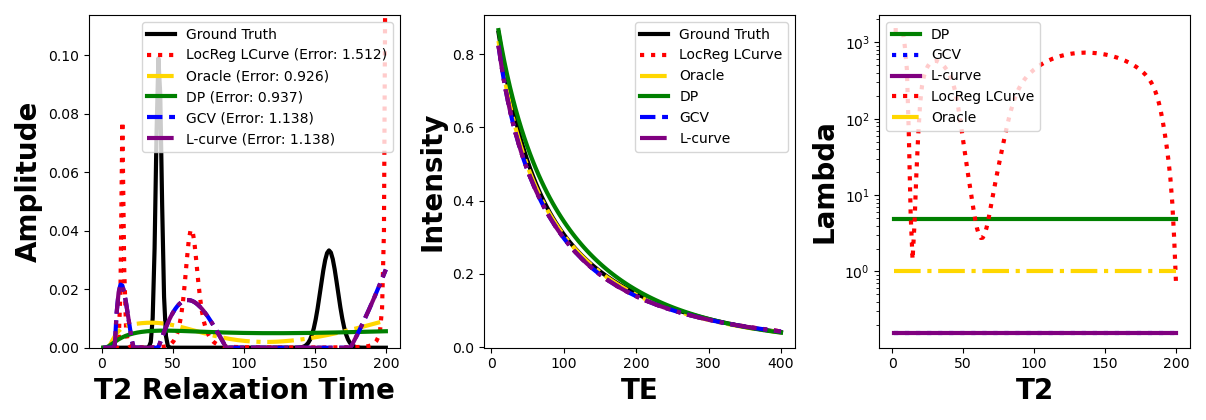 Amplitude
0.10
0.08
0.06
0.04
0.02
0.00
Ground Truth
LocReg LCurve (Error: 1.512)
Oracle (Error: 0.926)
DP (Error: 0.937)
GCV (Error: 1.138)
L-curve (Error: 1.138)
0 50 100 150 200
T2 Relaxation Time
Intensity
0.8
0.6
0.4
0.2
0.0
Ground Truth
LocReg LCurve
Oracle
DP
GCV
L-curve
0 100 200 300 400
TE
Lambda
10³
10²
10¹
10⁰
DP
GCV
L-curve
LocReg LCurve
Oracle
0 50 100 150 200
T2